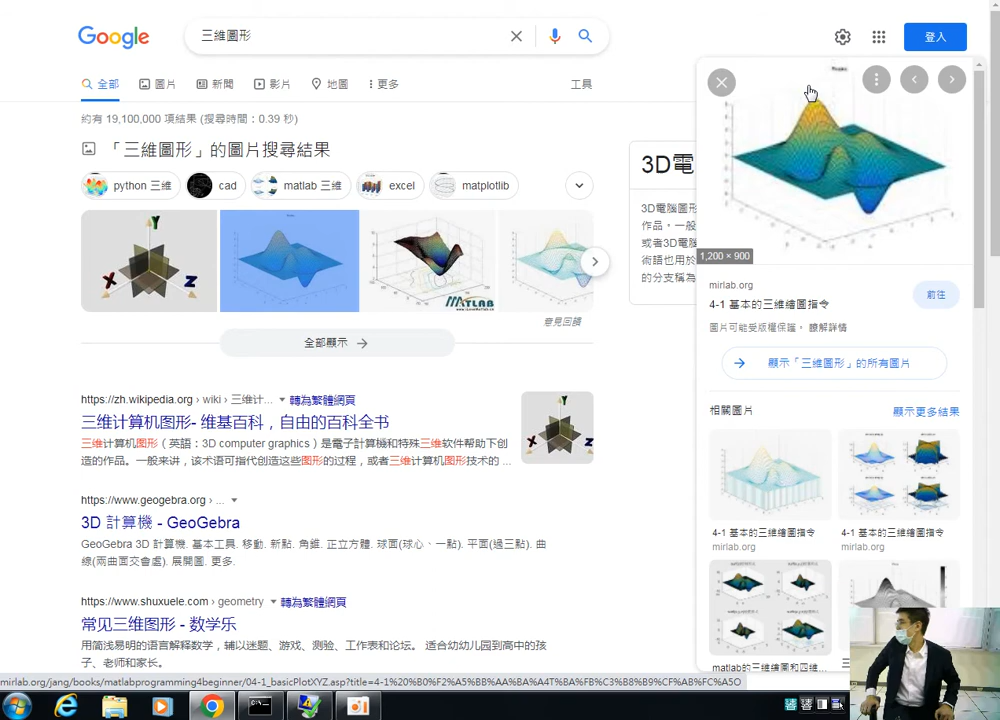 Google
三維圖形
登入
全部
圖片
新聞
影片
地圖
更多
工具
約有 19,100,000 項結果 (搜尋時間：0.39 秒)
「三維圖形」的圖片搜尋結果
python 三維
cad
matlab 三維
excel
matplotlib
Y
X
Z
MATLAB
意見回饋
全部顯示
https://zh.wikipedia.org › wiki › 三维计... 轉為繁體網頁
三维计算机图形- 维基百科，自由的百科全书
三维计算机图形（英語：3D computer graphics）是電子計算機和特殊三维软件帮助下创
造的作品。一般来讲，该术语可指代创造这些图形的过程，或者三维计算机图形技术的 ...
Y
X
Z
https://www.geogebra.org › ...
3D 計算機 - GeoGebra
GeoGebra 3D 計算機. 基本工具. 移動. 新點. 角錐. 正立方體. 球面(球心、一點). 平面(過三點). 曲
線(兩曲面交會處). 展開圖. 更多.
https://www.shuxuele.com › geometry 轉為繁體網頁
常见三维图形 - 数学乐
用简浅易明的语言解释数学，辅以迷题、游戏、测验、工作表和论坛。 适合幼幼儿园到高中的孩
子、老师和家长。
3D電
3D電腦圖形
作品。一般
或者3D電腦
術語也用於
的分支稱為
1,200 × 900
mirlab.org
4-1 基本的三維繪圖指令
前往
圖片可能受版權保護。 瞭解詳情
顯示「三維圖形」的所有圖片
相關圖片
顯示更多結果
4-1 基本的三維繪圖指令
mirlab.org
4-1 基本的三維繪圖指令
mirlab.org
matlab的三維繪圖和四維...
三
mirlab.org/jang/books/matlabprogramming4beginner/04-1_basicPlotXYZ.asp?title=4-1%20%B0%F2%A5%BB%AA%BA%A4T%BA%FB%C3%B8%B9%CF%AB%FC%A5O